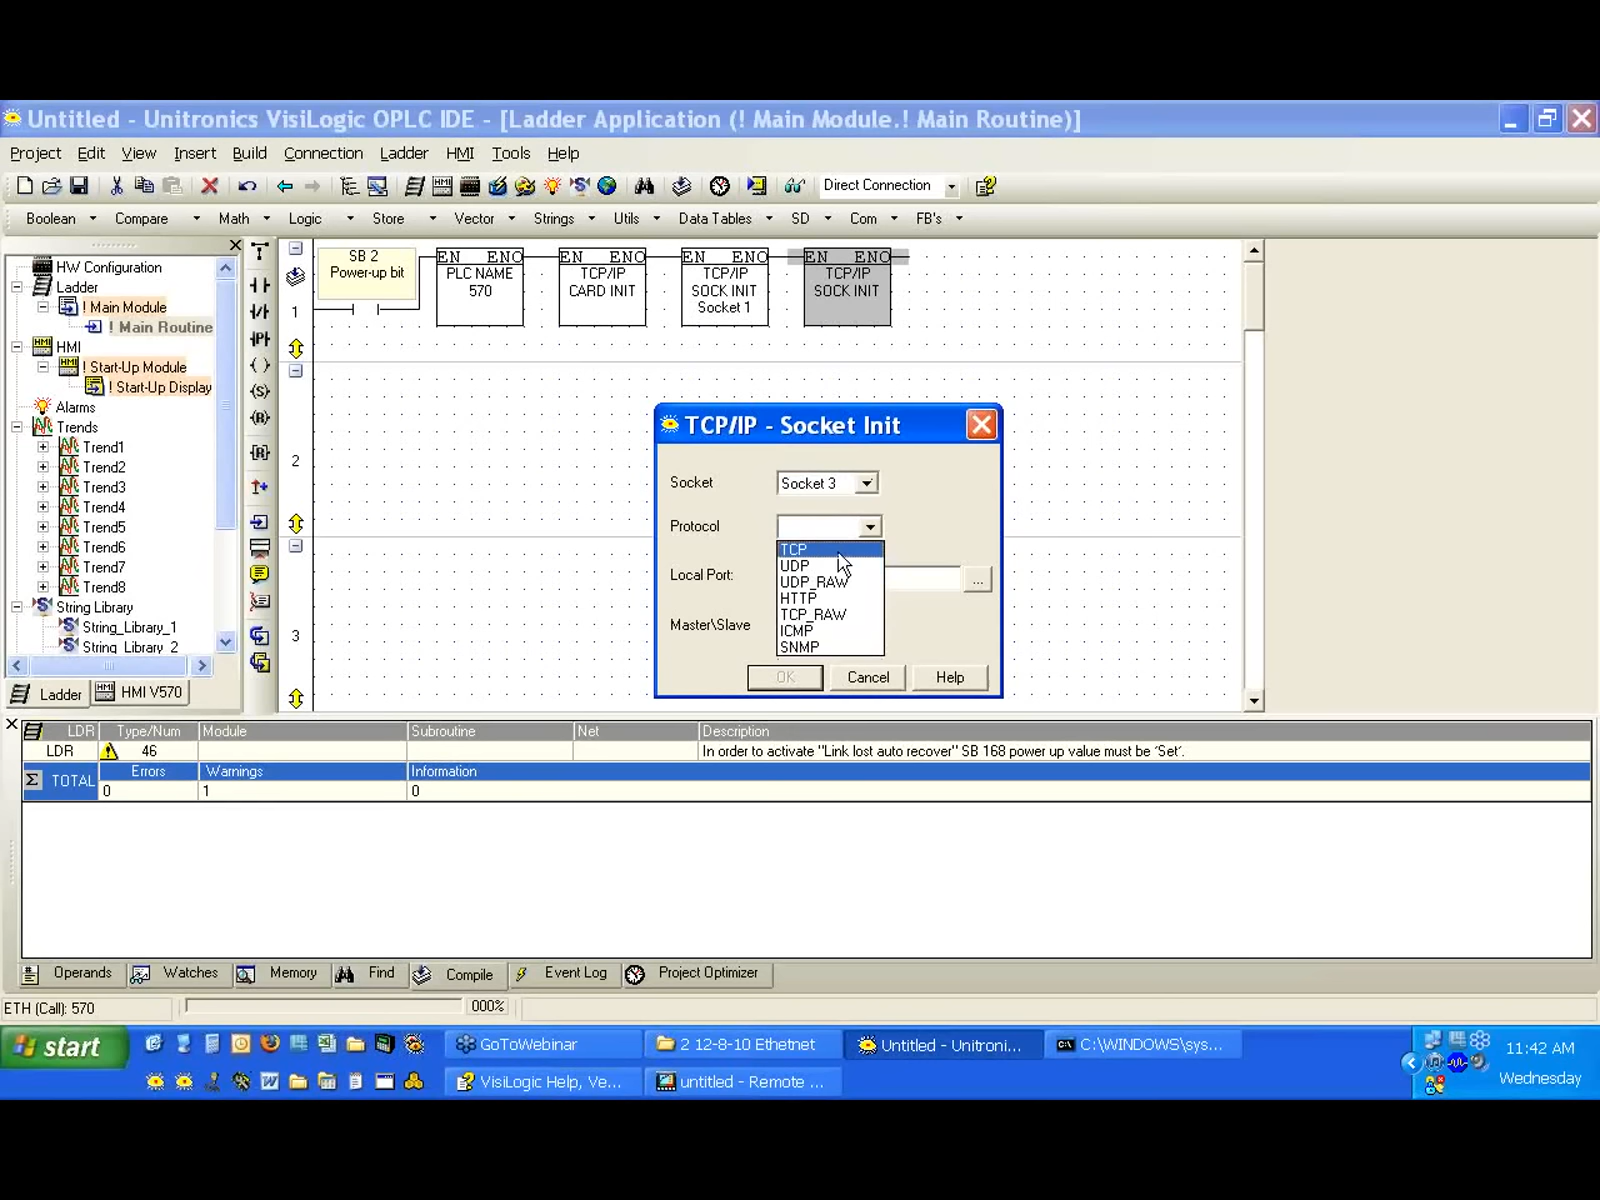 Untitled - Unitronics VisiLogic OPLC IDE - [Ladder Application (! Main Module.! Main Routine)]
Project Edit View Insert Build Connection Ladder HMI Tools Help
Direct Connection
Boolean Compare Math Logic Store Vector Strings Utils Data Tables SD Com FB's
HW Configuration
Ladder
! Main Module
! Main Routine
HMI
! Start-Up Module
! Start-Up Display
Alarms
Trends
Trend1
Trend2
Trend3
Trend4
Trend5
Trend6
Trend7
Trend8
String Library
String_Library_1
String_Library_2
Ladder HMI V570
1
SB 2
Power-up bit
EN ENO
PLC NAME
570
EN ENO
TCP/IP
CARD INIT
EN ENO
TCP/IP
SOCK INIT
Socket 1
EN ENO
TCP/IP
SOCK INIT
2
3
TCP/IP - Socket Init
Socket Socket 3
Protocol
TCP
UDP
UDP_RAW
HTTP
TCP_RAW
ICMP
SNMP
Local Port: ...
Master\Slave
OK Cancel Help
LDR Type/Num Module Subroutine Net Description
LDR 46 In order to activate "Link lost auto recover" SB 168 power up value must be 'Set'.
Σ TOTAL Errors Warnings Information
0 1 0
Operands Watches Memory Find Compile Event Log Project Optimizer
ETH (Call): 570 000%
start GoToWebinar 2 12-8-10 Ethetnet Untitled - Unitroni... C:\WINDOWS\sys...
VisiLogic Help, Ve... untitled - Remote ...
11:42 AM
Wednesday